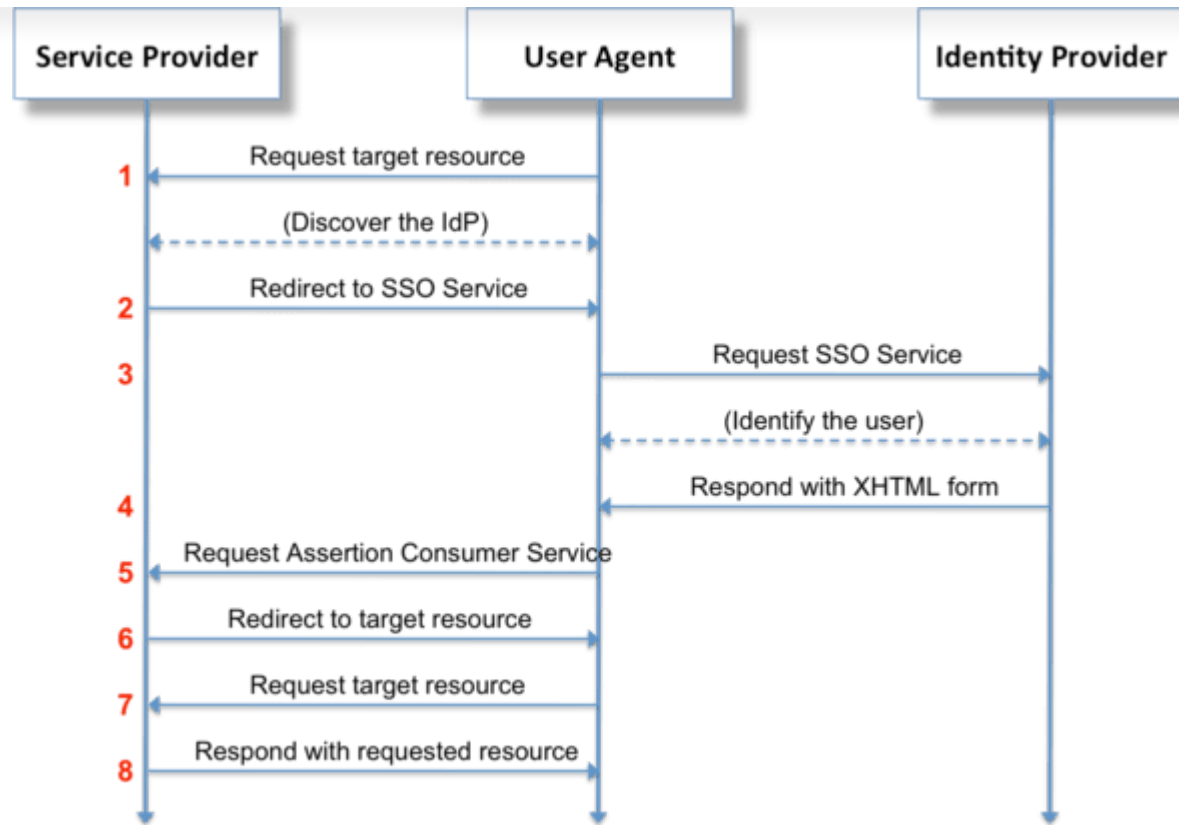 Service Provider
User Agent
Identity Provider
1
Request target resource
(Discover the IdP)
2
Redirect to SSO Service
3
Request SSO Service
(Identify the user)
4
Respond with XHTML form
5
Request Assertion Consumer Service
6
Redirect to target resource
7
Request target resource
8
Respond with requested resource